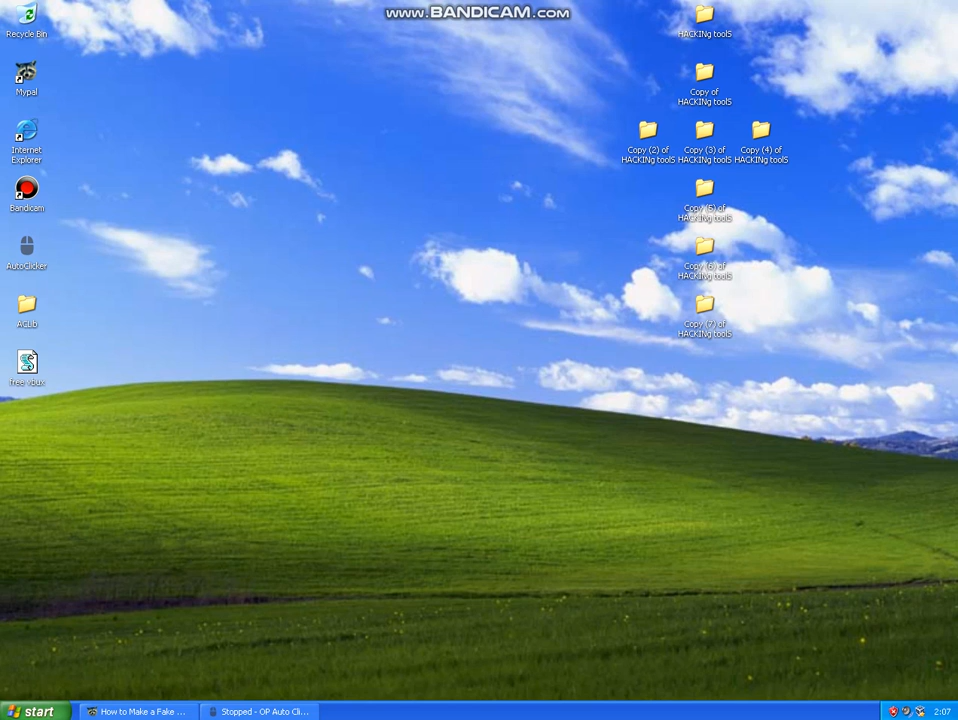 www.BANDICAM.com
Recycle Bin
Mypal
Internet
Explorer
Bandicam
AutoClicker
ACLib
free vbux
HACKINg toolS
Copy of
HACKINg toolS
Copy (2) of
HACKINg toolS
Copy (3) of
HACKINg toolS
Copy (4) of
HACKINg toolS
Copy (5) of
HACKINg toolS
Copy (6) of
HACKINg toolS
Copy (7) of
HACKINg toolS
start
How to Make a Fake ...
Stopped - OP Auto Cli...
2:07